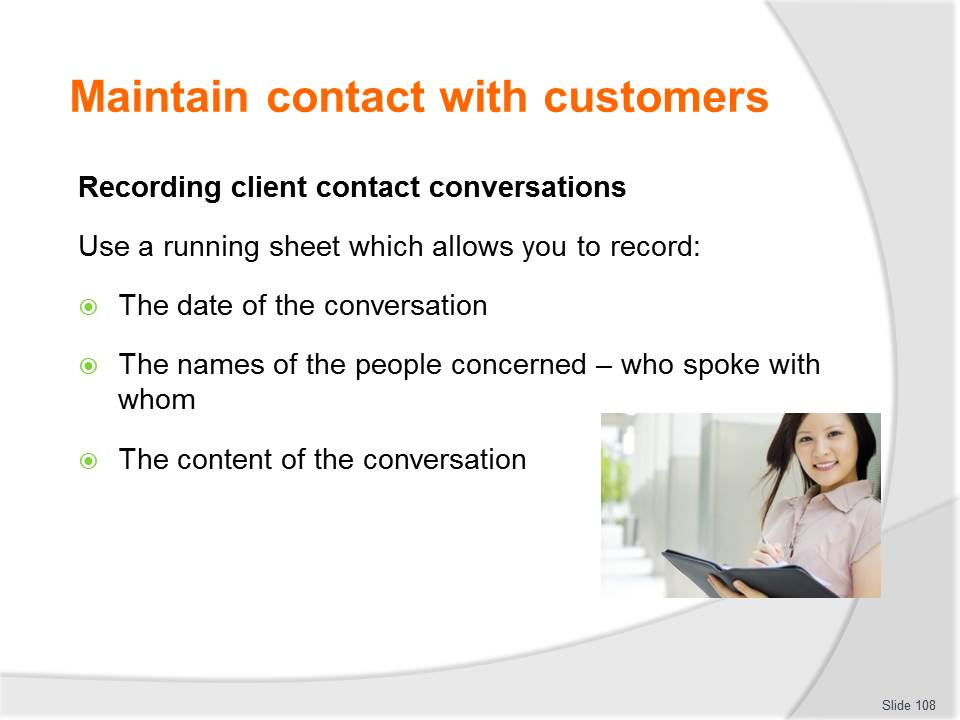 Maintain contact with customers
Recording client contact conversations
Use a running sheet which allows you to record:
The date of the conversation
The names of the people concerned – who spoke with
whom
The content of the conversation
Slide 108